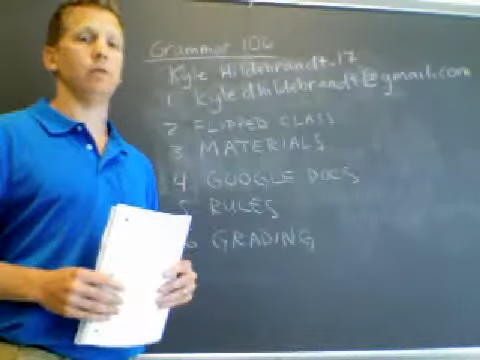 Grammar 106
Kyle Hildebrandt.17
1 kyledhildebrandt@gmail.com
2 FLIPPED CLASS
3 MATERIALS
4 GOOGLE DOCS
5 RULES
6 GRADING